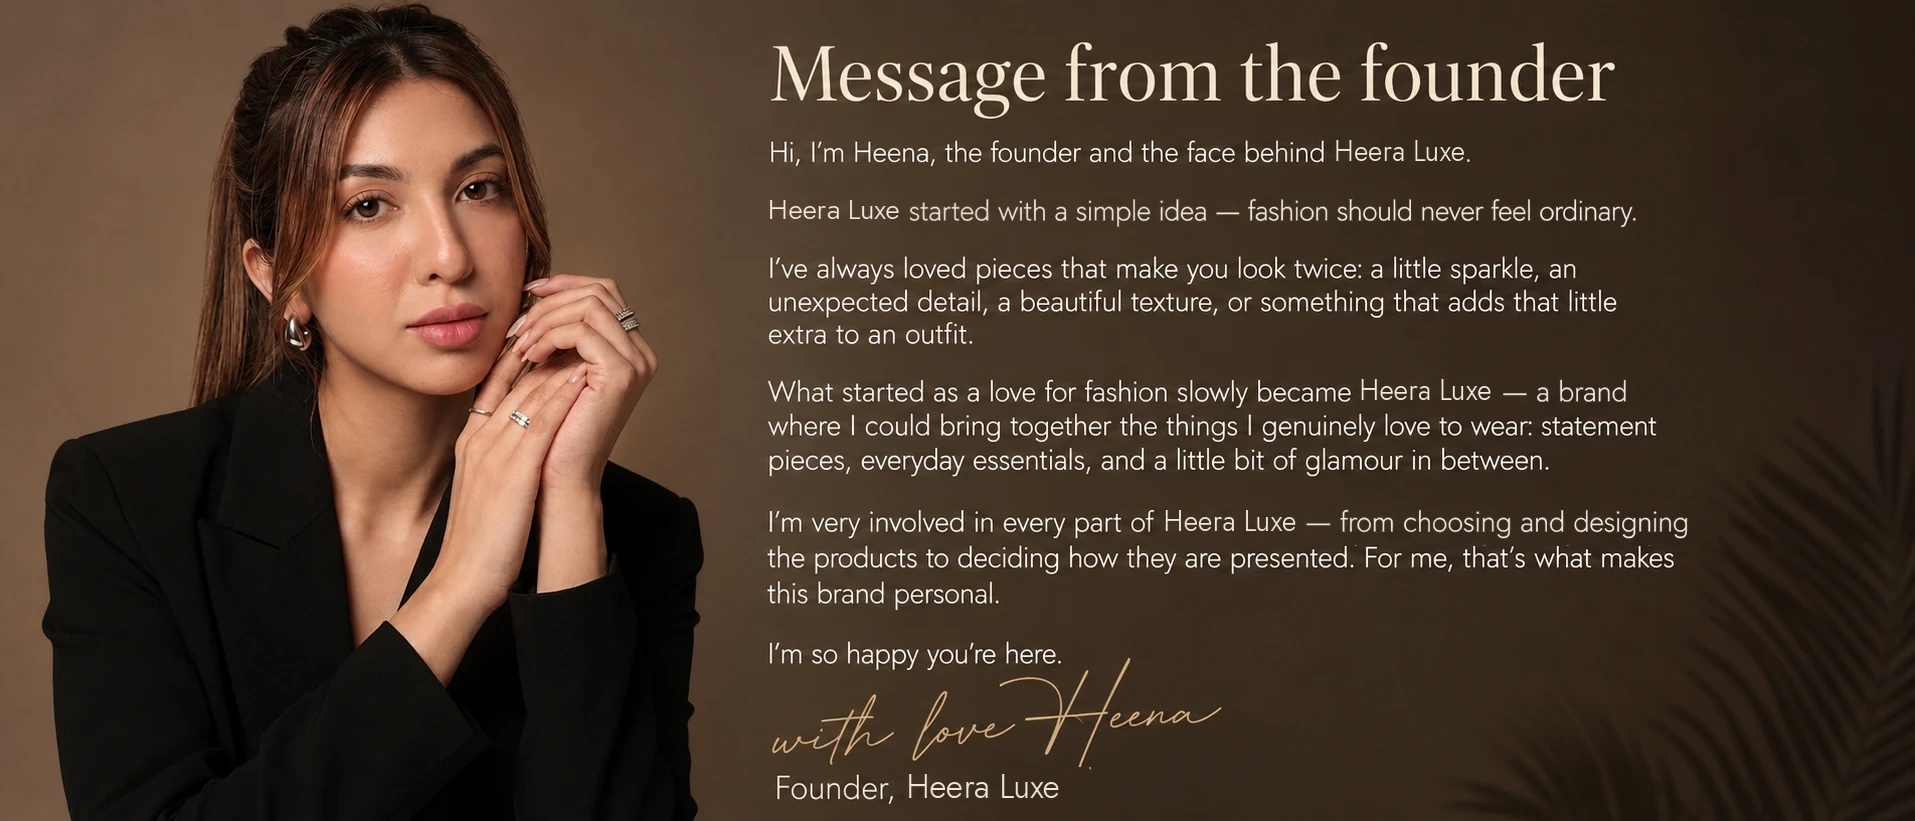 Message from the founder
Hi, I'm Heena, the founder and the face behind Heera Luxe.
Heera Luxe started with a simple idea — fashion should never feel ordinary.
I've always loved pieces that make you look twice: a little sparkle, an
unexpected detail, a beautiful texture, or something that adds that little
extra to an outfit.
What started as a love for fashion slowly became Heera Luxe — a brand
where I could bring together the things I genuinely love to wear: statement
pieces, everyday essentials, and a little bit of glamour in between.
I'm very involved in every part of Heera Luxe — from choosing and designing
the products to deciding how they are presented. For me, that's what makes
this brand personal.
I'm so happy you're here.
with love Heena
Founder, Heera Luxe